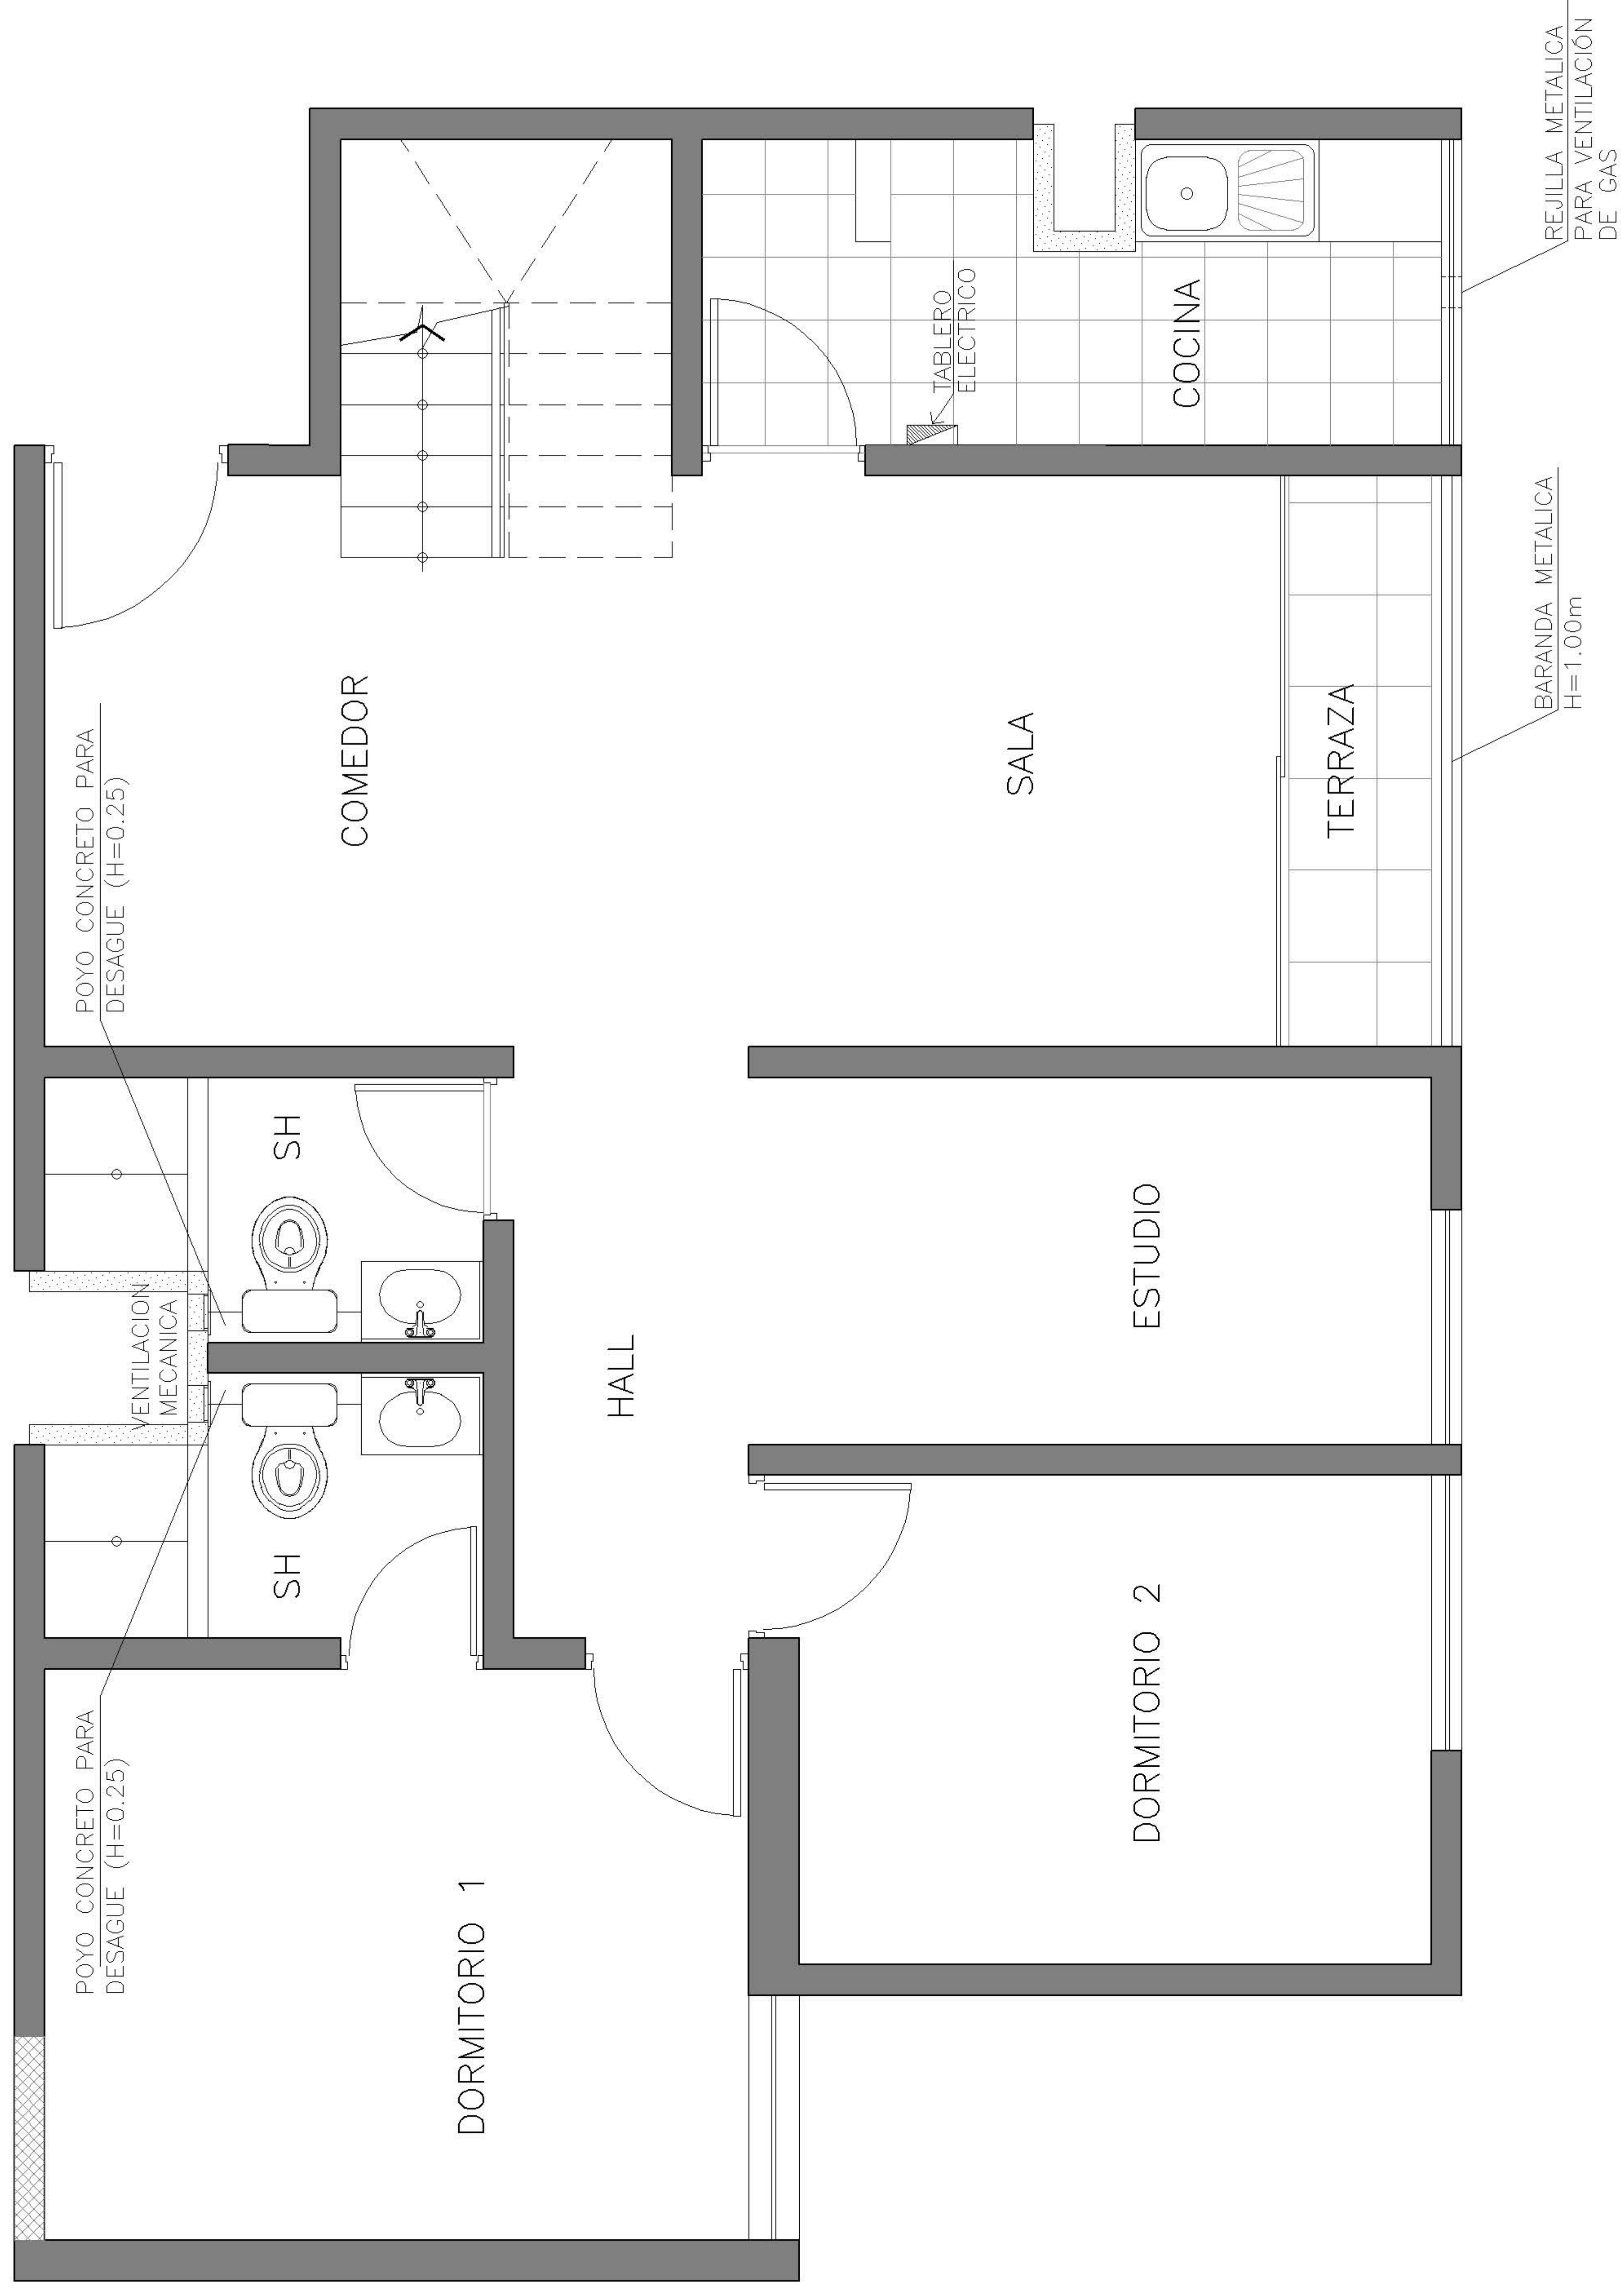 POYO CONCRETO PARA
DESAGUE (H=0.25)
POYO CONCRETO PARA
DESAGUE (H=0.25)
VENTILACION
MECANICA
SH
SH
COMEDOR
DORMITORIO 1
HALL
TABLERO
ELECTRICO
SALA
COCINA
DORMITORIO 2
ESTUDIO
TERRAZA
BARANDA METALICA
H=1.00m
REJILLA METALICA
PARA VENTILACIÓN
DE GAS